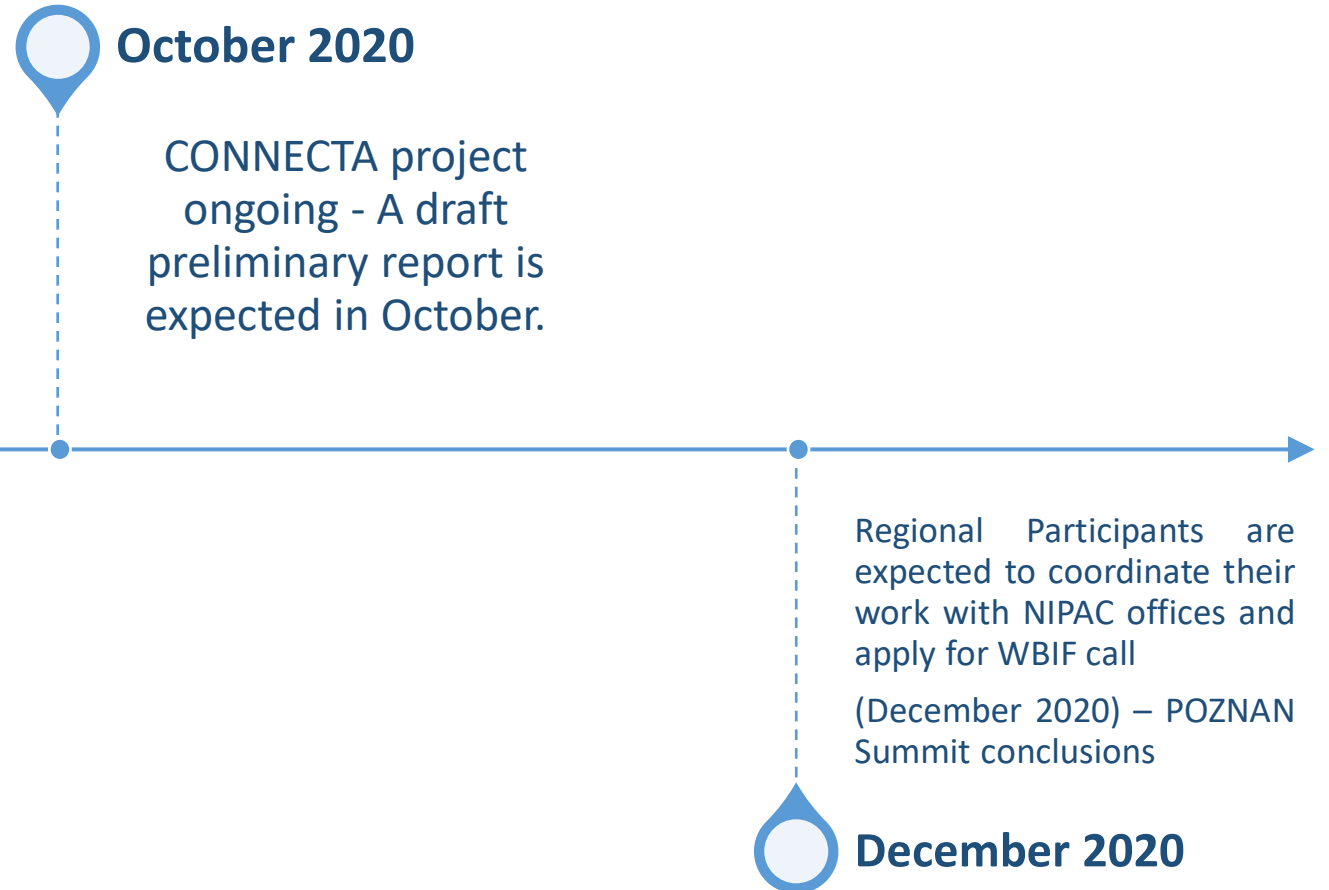 October 2020
CONNECTA project
ongoing - A draft
preliminary report is
expected in October.
Regional Participants are
expected to coordinate their
work with NIPAC offices and
apply for WBIF call
(December 2020) – POZNAN
Summit conclusions
December 2020